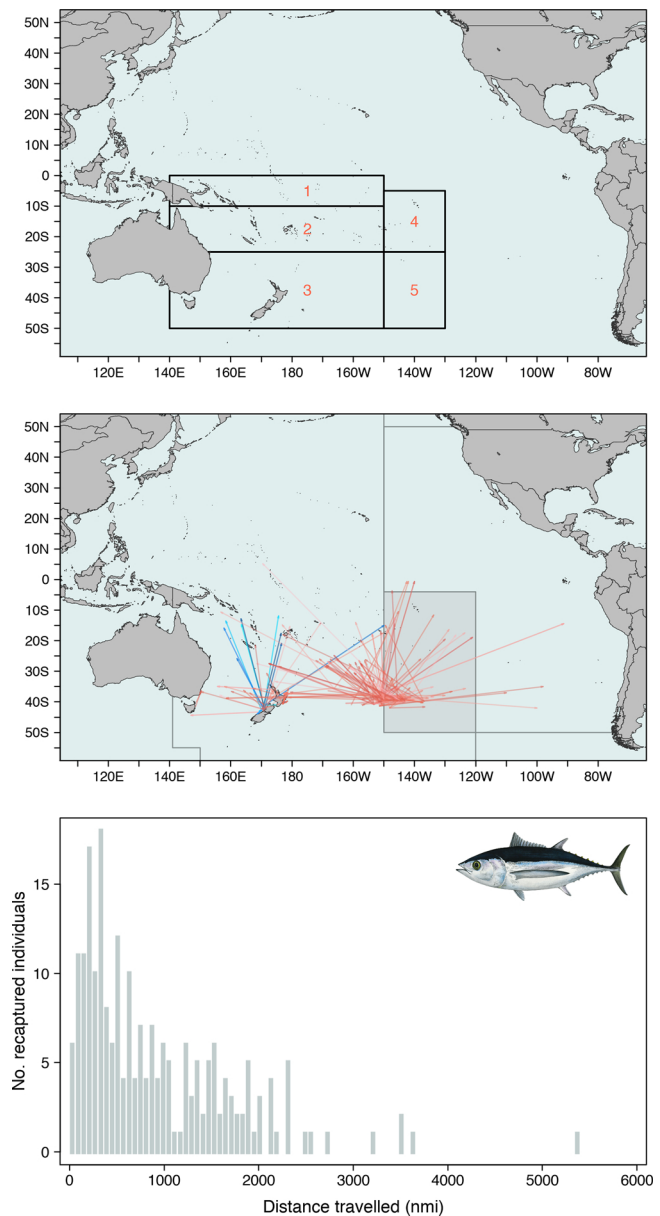 50N
40N
30N
20N
10N
0
10S
20S
30S
40S
50S
1
2
3
4
5
120E 140E 160E 180 160W 140W 120W 100W 80W
50N
40N
30N
20N
10N
0
10S
20S
30S
40S
50S
120E 140E 160E 180 160W 140W 120W 100W 80W
No. recaptured individuals
15
10
5
0
0 1000 2000 3000 4000 5000 6000
Distance travelled (nmi)